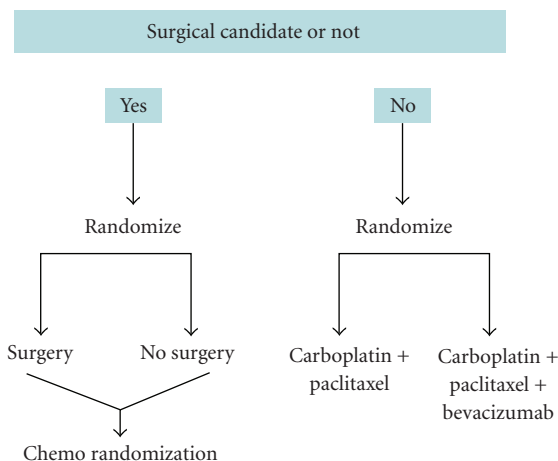 Surgical candidate or not
Yes
No
Randomize
Randomize
Surgery
No surgery
Carboplatin +
paclitaxel
Carboplatin +
paclitaxel +
bevacizumab
Chemo randomization